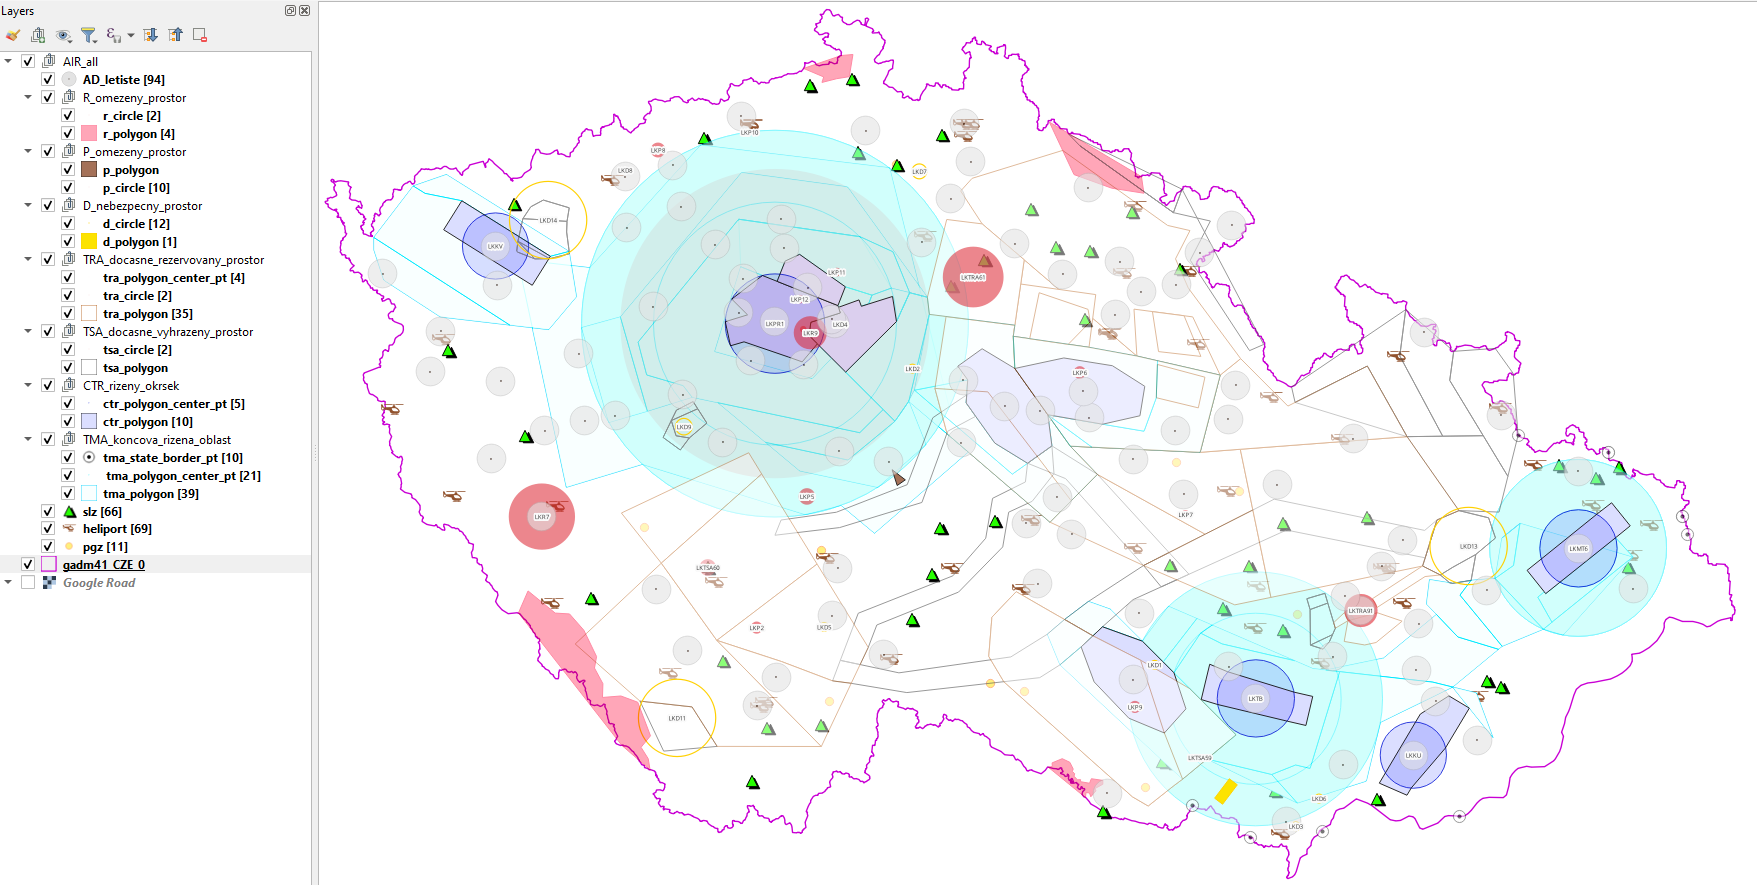 Layers
AIR_all
AD_letiste [94]
R_omezeny_prostor
r_circle [2]
r_polygon [4]
P_omezeny_prostor
p_polygon
p_circle [10]
D_nebezpecny_prostor
d_circle [12]
d_polygon [1]
TRA_docasne_rezervovany_prostor
tra_polygon_center_pt [4]
tra_circle [2]
tra_polygon [35]
TSA_docasne_vyhrazeny_prostor
tsa_circle [2]
tsa_polygon
CTR_rizeny_okrsek
ctr_polygon_center_pt [5]
ctr_polygon [10]
TMA_koncova_rizena_oblast
tma_state_border_pt [10]
tma_polygon_center_pt [21]
tma_polygon [39]
slz [66]
heliport [69]
pgz [11]
gadm41_CZE_0
Google Road
LKP10
LKP8
LKD8
LKD7
LKD14
LKKV
LKP11
LKTRA61
LKP12
LKPR1
LKD4
LKR9
LKD2
LKP6
LKD9
LKP5
LKR7
LKP7
LKD13
LKMT6
LKTSA60
LKTRA91
LKP2
LKD5
LKD1
LKTB
LKP9
LKD11
LKKU
LKTSA59
LKD6
LKD3